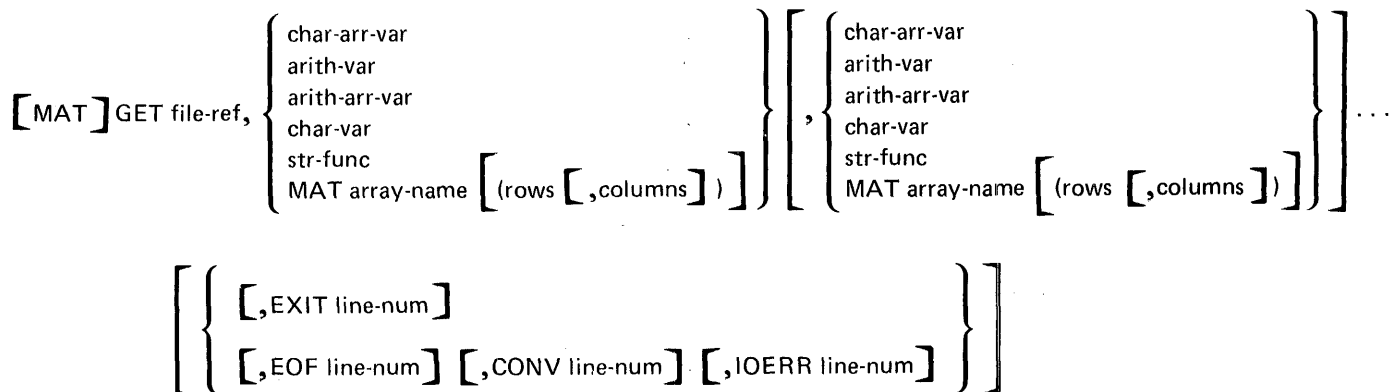 char-arr-var char-arr-var
arith-var arith-var
arith-arr-var arith-arr-var
[MAT] GET file-ref, { char-var } [ , { char-var } ] ...
str-func str-func
MAT array-name [(rows [,columns] )] MAT array-name [(rows [,columns ])]
[ { [,EXIT line-num]
[,EOF line-num] [,CONV line-num] [,IOERR line-num] } ]